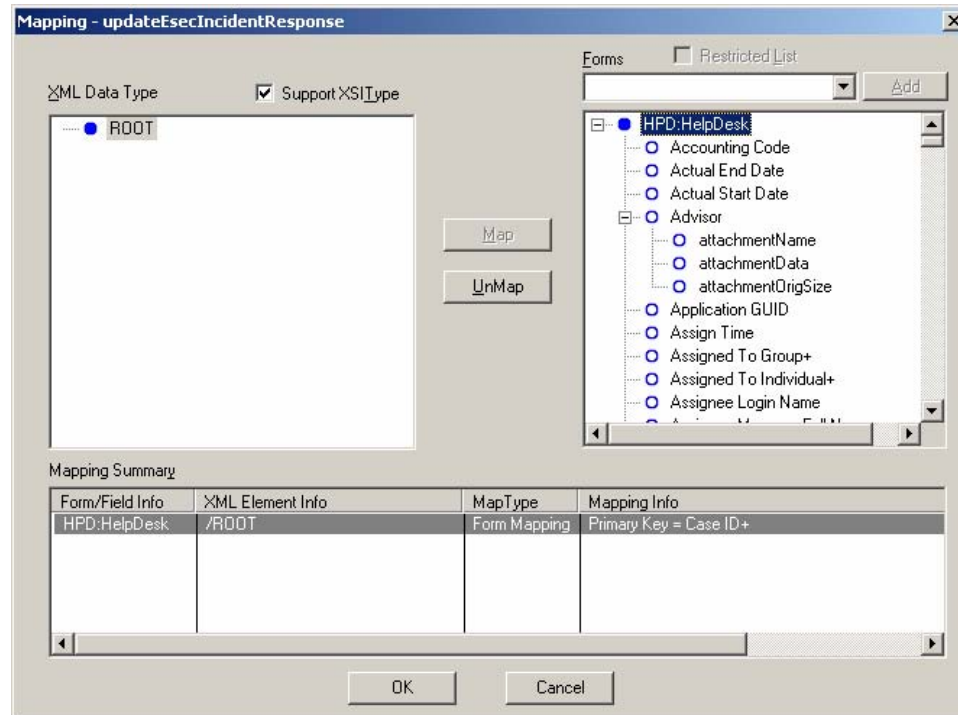 Mapping - updateEsecIncidentResponse
Forms
Restricted List
XML Data Type
Support XSIType
Add
ROOT
HPD:HelpDesk
Accounting Code
Actual End Date
Actual Start Date
Advisor
attachmentName
attachmentData
attachmentOrigSize
Application GUID
Assign Time
Assigned To Group+
Assigned To Individual+
Assignee Login Name
Map
UnMap
Mapping Summary
Form/Field Info XML Element Info MapType Mapping Info
HPD:HelpDesk /ROOT Form Mapping Primary Key = Case ID+
OK Cancel